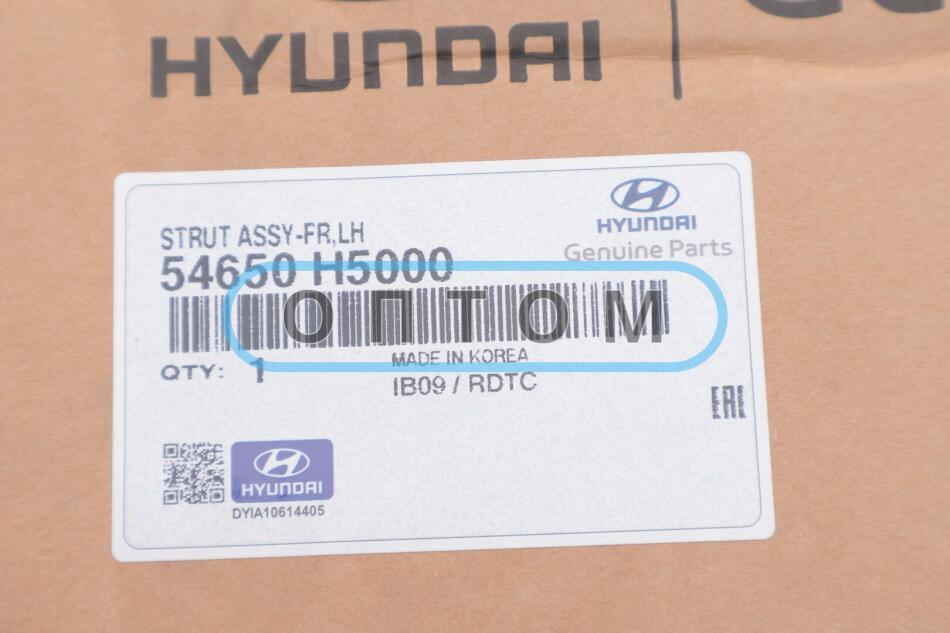 HYUNDAI
HYUNDAI
Genuine Parts
STRUT ASSY-FR,LH
54650 H5000
ОПТОМ
MADE IN KOREA
QTY: 1
IB09 / RDTC
EAC
HYUNDAI
DYIA10614405